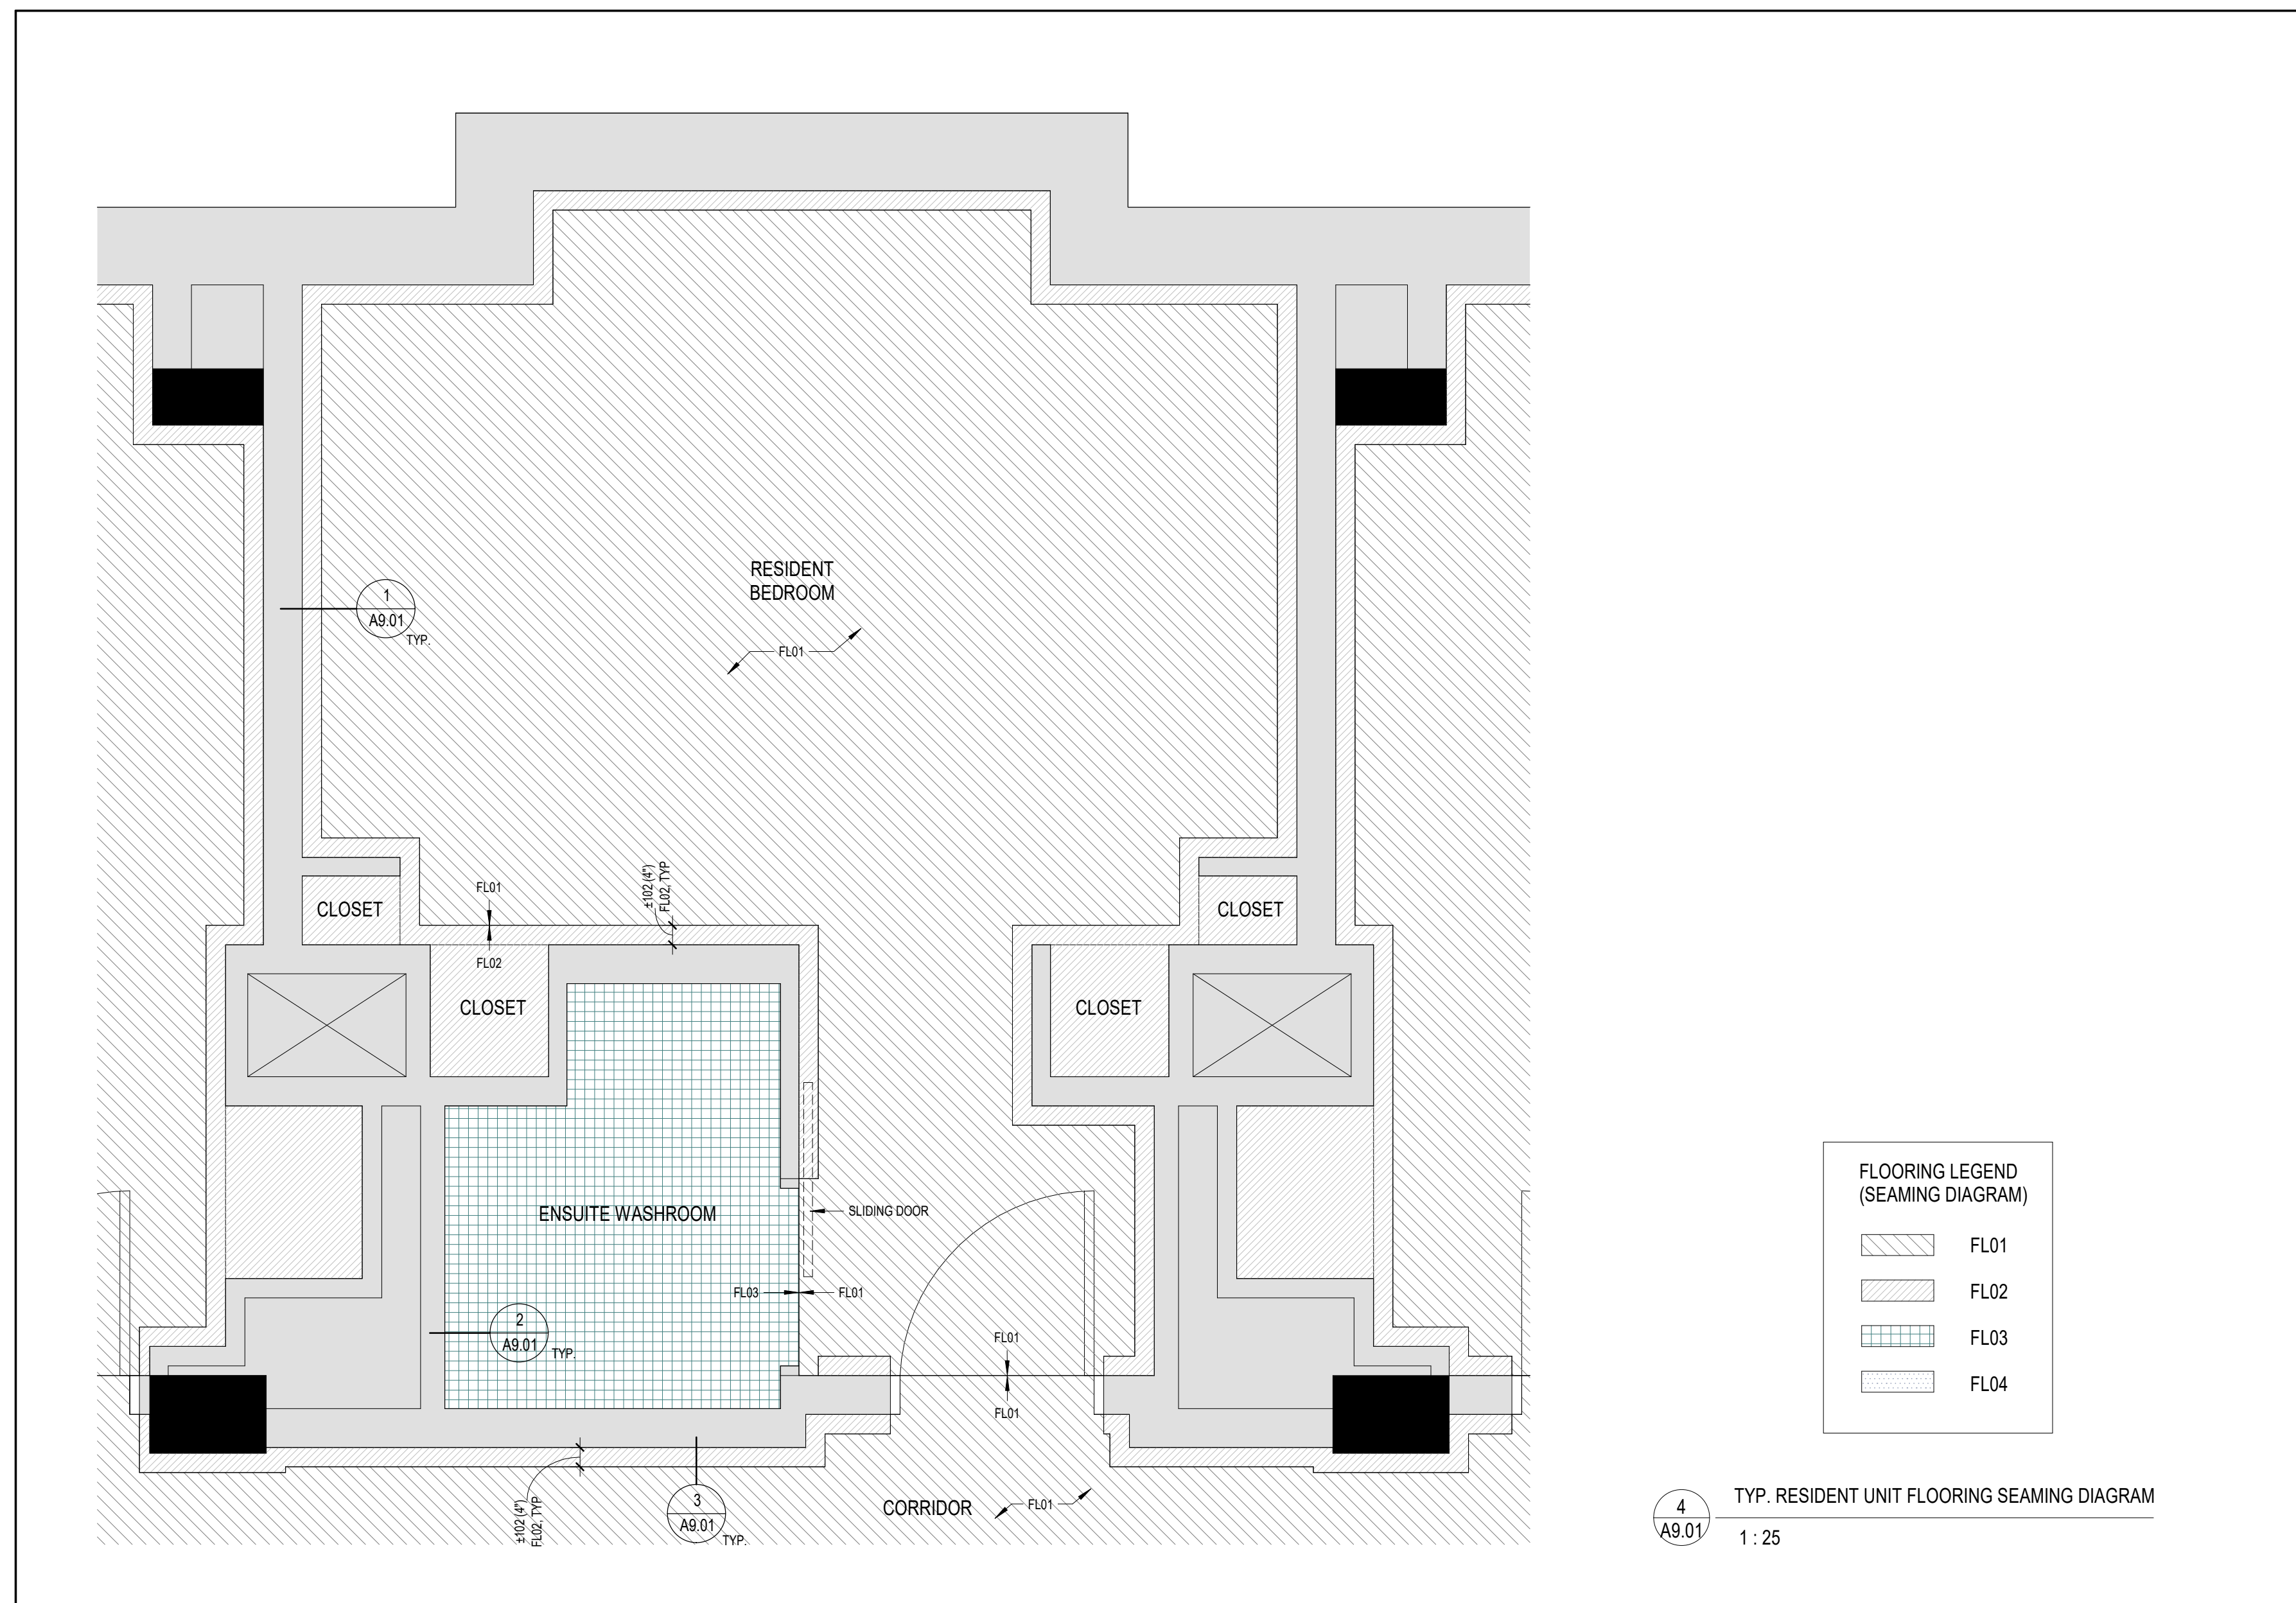 RESIDENT
BEDROOM
FL01
1
A9.01
TYP.
±102 (4")
FL02, TYP
FL01
FL02
CLOSET
CLOSET
CLOSET
CLOSET
ENSUITE WASHROOM
SLIDING DOOR
FL03
FL01
2
A9.01
TYP.
FL01
FL01
±102 (4")
FL02, TYP
3
A9.01
TYP.
CORRIDOR
FL01
FLOORING LEGEND
(SEAMING DIAGRAM)
FL01
FL02
FL03
FL04
4
A9.01
TYP. RESIDENT UNIT FLOORING SEAMING DIAGRAM
1 : 25